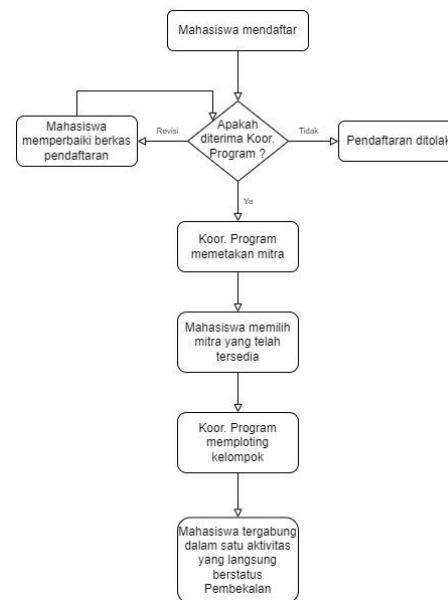 Mahasiswa mendaftar
Apakah
diterima Koor.
Program ?
Revisi
Mahasiswa
memperbaiki berkas
pendaftaran
Tidak
Pendaftaran ditolak
Ya
Koor. Program
memetakan mitra
Mahasiswa memilih
mitra yang telah
tersedia
Koor. Program
memploting
kelompok
Mahasiswa tergabung
dalam satu aktivitas
yang langsung
berstatus
Pembekalan